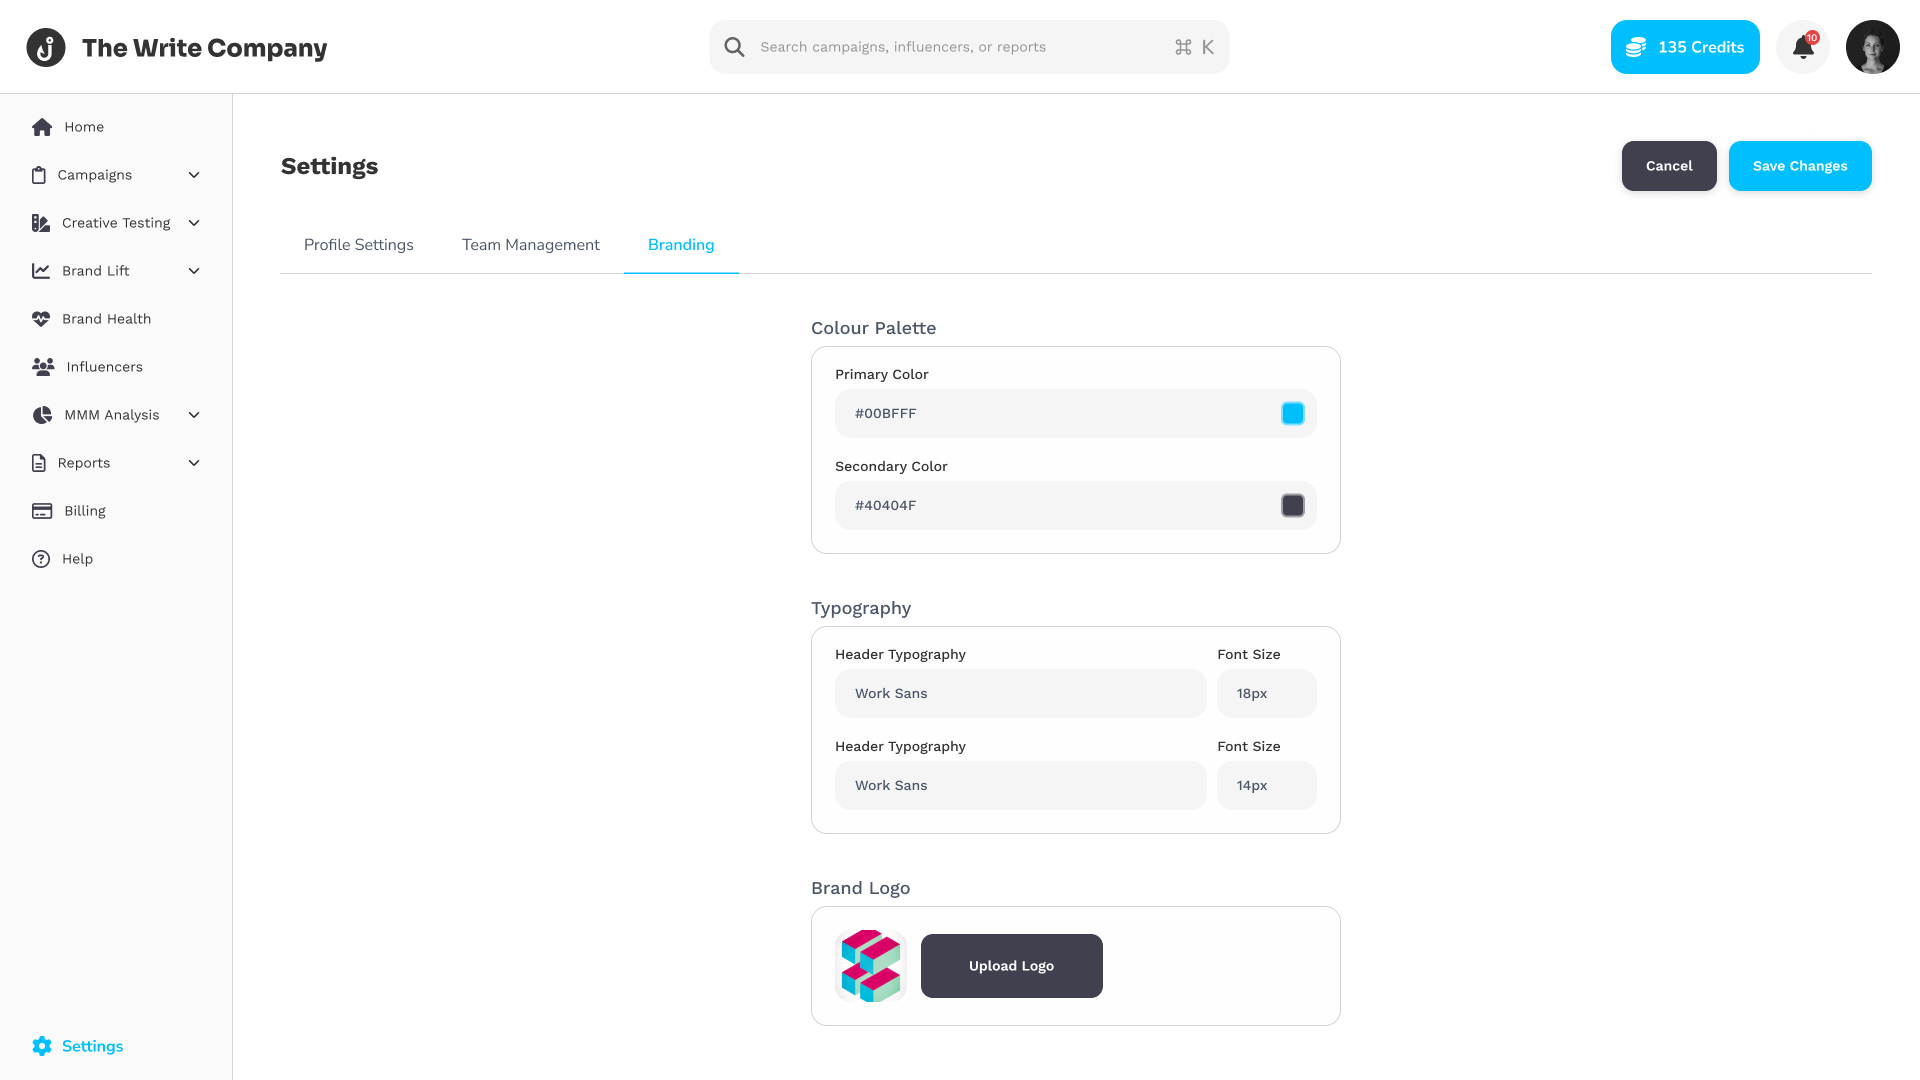 The Write Company
Search campaigns, influencers, or reports
⌘ K
135 Credits
10
Home
Campaigns
Creative Testing
Brand Lift
Brand Health
Influencers
MMM Analysis
Reports
Billing
Help
Settings
Settings
Cancel
Save Changes
Profile Settings
Team Management
Branding
Colour Palette
Primary Color
#00BFFF
Secondary Color
#40404F
Typography
Header Typography
Font Size
Work Sans
18px
Header Typography
Font Size
Work Sans
14px
Brand Logo
Upload Logo